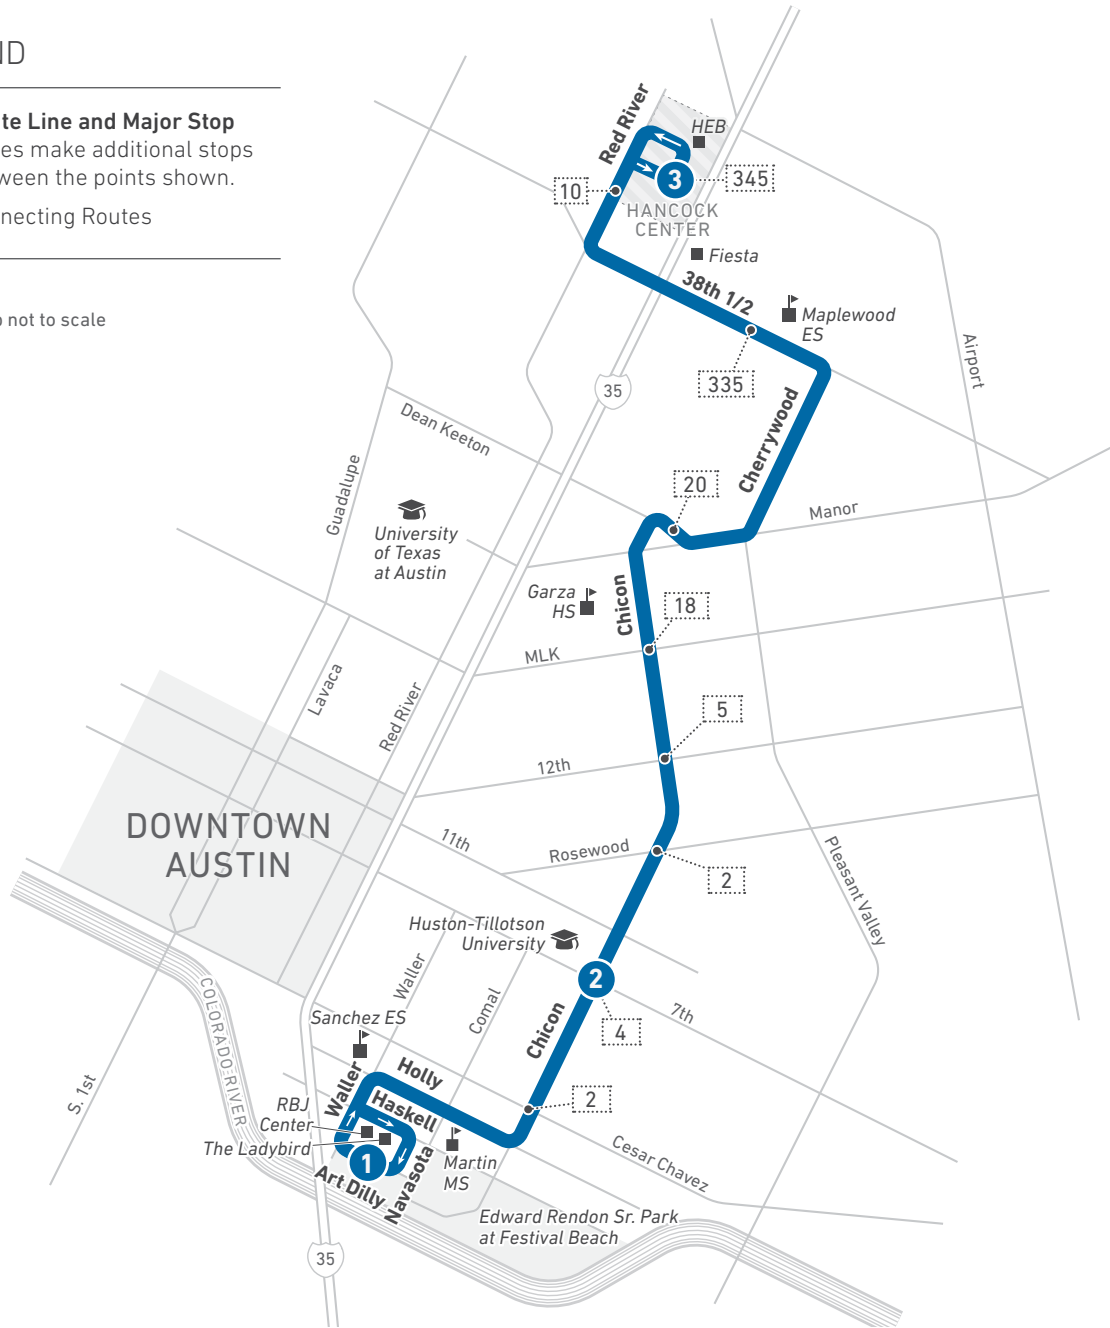 ND
te Line and Major Stop
es make additional stops
ween the points shown.
nnecting Routes
o not to scale
Red River
HEB
3
345
10
HANCOCK
CENTER
Fiesta
38th 1/2
Maplewood
ES
335
Airport
35
Dean Keeton
Cherrywood
Guadalupe
20
Manor
University
of Texas
at Austin
Garza
HS
Chicon
18
MLK
Lavaca
Red River
5
12th
DOWNTOWN
AUSTIN
11th
Rosewood
2
Pleasant Valley
Huston-Tillotson
University
Waller
2
Comal
7th
COLORADO RIVER
Sanchez ES
Chicon
4
Holly
Waller
S. 1st
Haskell
2
RBJ
Center
The Ladybird
1
Cesar Chavez
Martin
MS
Art Dilly
Navasota
Edward Rendon Sr. Park
at Festival Beach
35